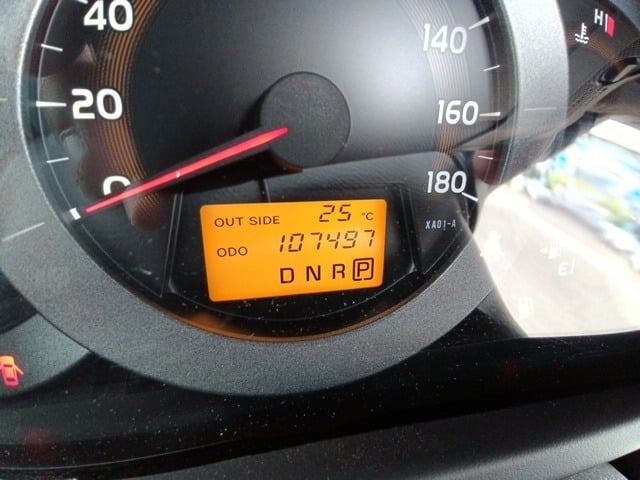 40
20
0
140
160
180
H
OUT SIDE 25 °C
ODO 107497
D N R P
XA01-A
E